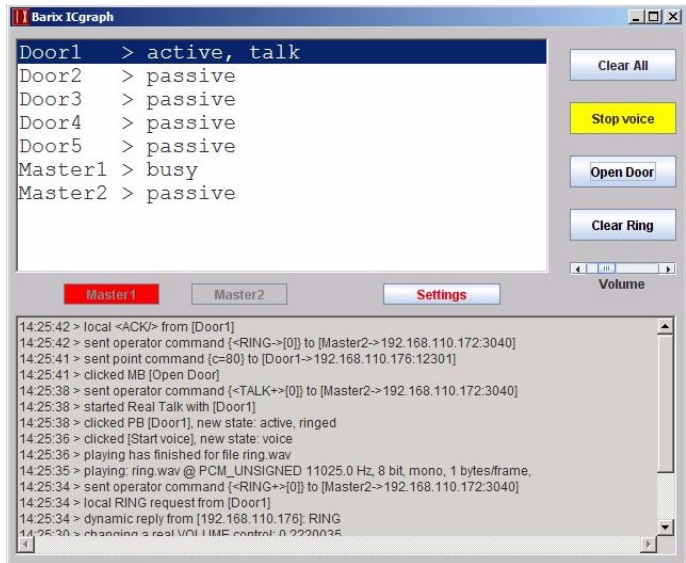 Barix ICgraph
Door1 > active, talk
Door2 > passive
Door3 > passive
Door4 > passive
Door5 > passive
Master1 > busy
Master2 > passive
Clear All
Stop voice
Open Door
Clear Ring
Volume
Master1 Master2 Settings
14:25:42 > local <ACK/> from [Door1]
14:25:42 > sent operator command {<RING->[0]} to [Master2->192.168.110.172:3040]
14:25:41 > sent point command {c=80} to [Door1->192.168.110.176:12301]
14:25:41 > clicked MB [Open Door]
14:25:38 > sent operator command {<TALK+>[0]} to [Master2->192.168.110.172:3040]
14:25:38 > started Real Talk with [Door1]
14:25:38 > clicked PB [Door1], new state: active, ringed
14:25:36 > clicked [Start voice], new state: voice
14:25:36 > playing has finished for file ring.wav
14:25:35 > playing: ring.wav @ PCM_UNSIGNED 11025.0 Hz, 8 bit, mono, 1 bytes/frame,
14:25:34 > sent operator command {<RING+>[0]} to [Master2->192.168.110.172:3040]
14:25:34 > local RING request from [Door1]
14:25:34 > dynamic reply from [192.168.110.176]: RING
14:25:30 > changing a real VOLUME control: 0.2220035